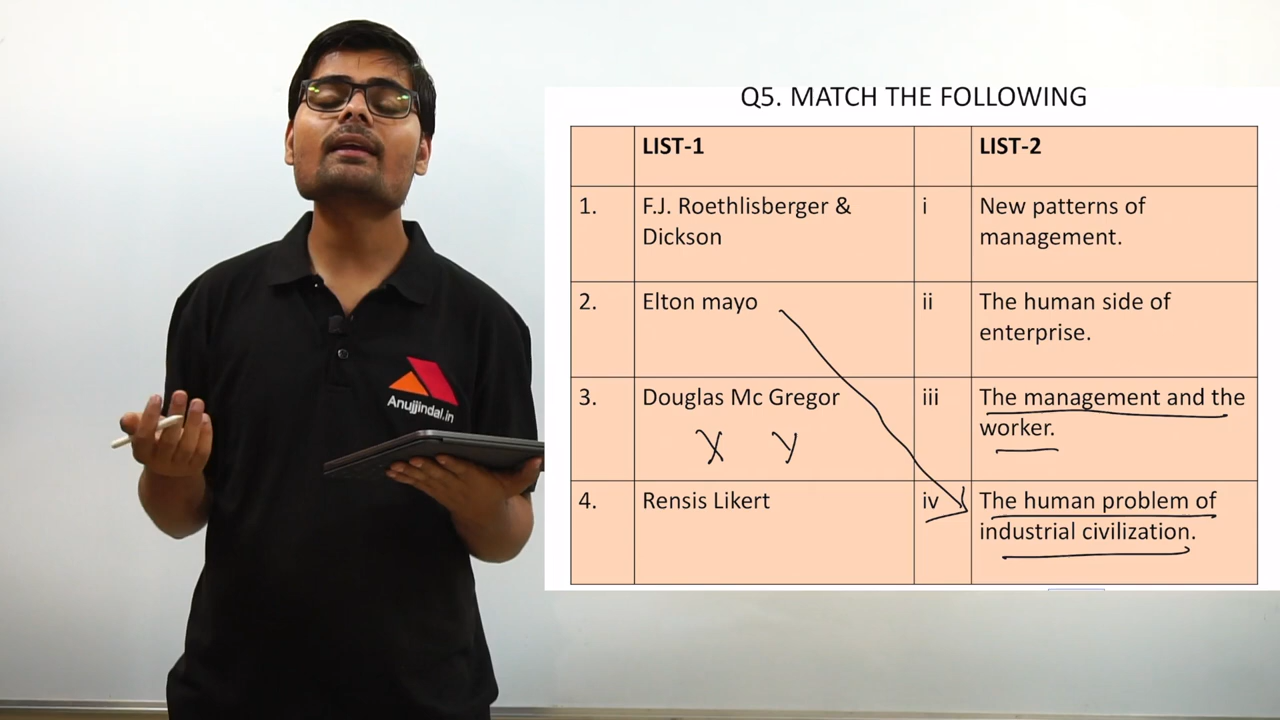 Q5. MATCH THE FOLLOWING
LIST-1
LIST-2
1.
F.J. Roethlisberger &
Dickson
i
New patterns of
management.
2.
Elton mayo
ii
The human side of
enterprise.
3.
Douglas Mc Gregor
X y
iii
The management and the
worker.
4.
Rensis Likert
iv
The human problem of
industrial civilization.
Anujjindal.in